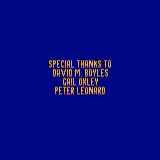 SPECIAL THANKS TO
DAVID M. BOYLES
GAIL OXLEY
PETER LEONARD